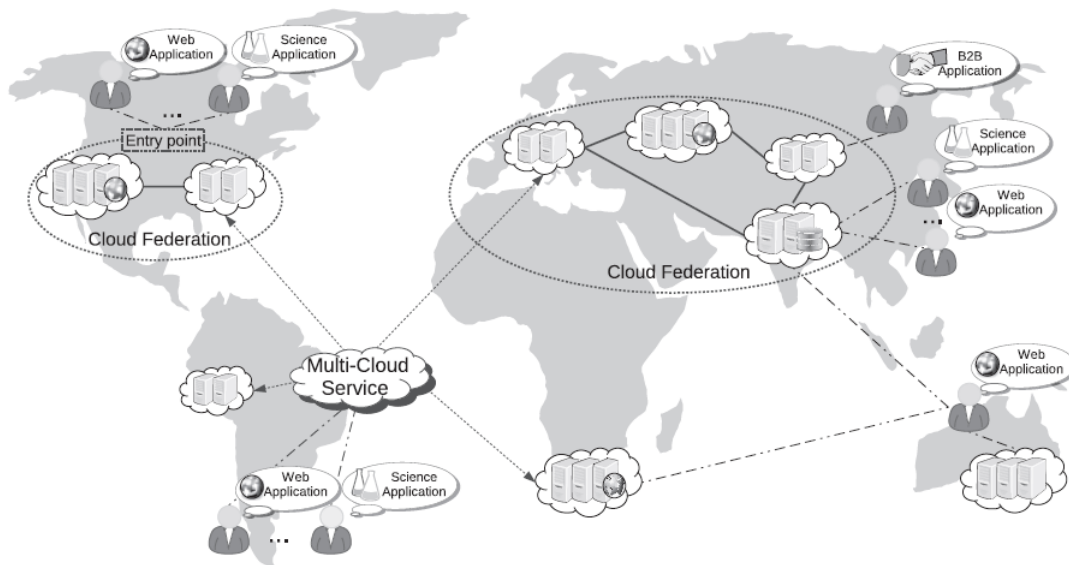 Web
Application
Science
Application
...
Entry point
Cloud Federation
B2B
Application
Science
Application
Web
Application
...
Cloud Federation
Multi-Cloud
Service
Web
Application
Web
Application
Science
Application
...